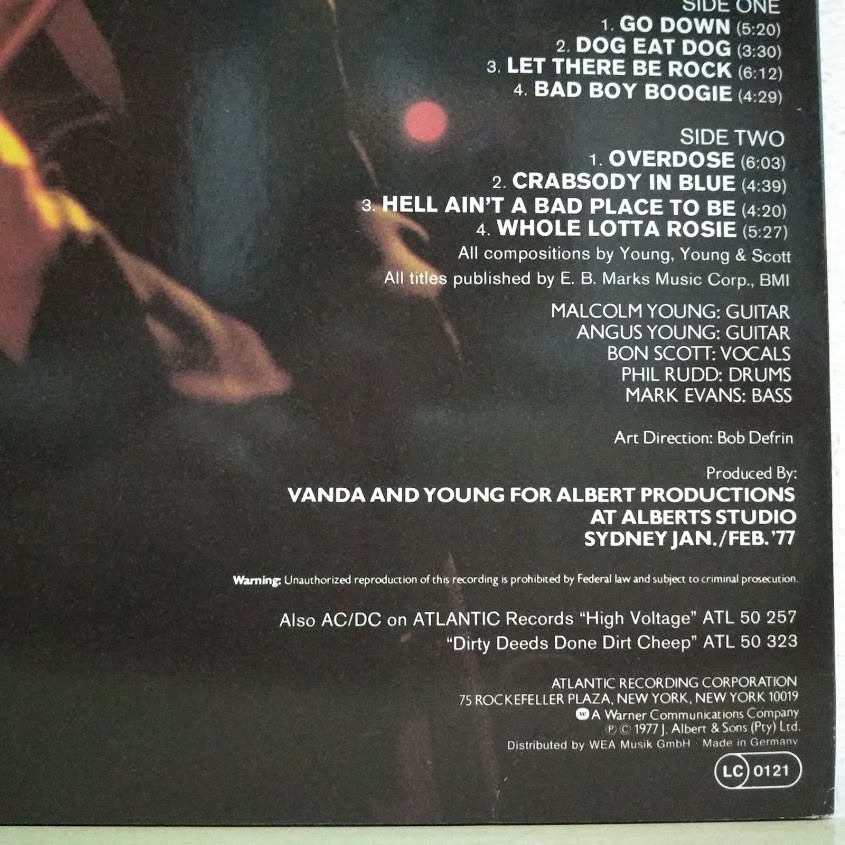 SIDE ONE
1. GO DOWN (5:20)
2. DOG EAT DOG (3:30)
3. LET THERE BE ROCK (6:12)
4. BAD BOY BOOGIE (4:29)
SIDE TWO
1. OVERDOSE (6:03)
2. CRABSODY IN BLUE (4:39)
3. HELL AIN'T A BAD PLACE TO BE (4:20)
4. WHOLE LOTTA ROSIE (5:27)
All compositions by Young, Young & Scott
All titles published by E. B. Marks Music Corp., BMI
MALCOLM YOUNG: GUITAR
ANGUS YOUNG: GUITAR
BON SCOTT: VOCALS
PHIL RUDD: DRUMS
MARK EVANS: BASS
Art Direction: Bob Defrin
Produced By:
VANDA AND YOUNG FOR ALBERT PRODUCTIONS
AT ALBERTS STUDIO
SYDNEY JAN./FEB. '77
Warning: Unauthorized reproduction of this recording is prohibited by Federal law and subject to criminal prosecution.
Also AC/DC on ATLANTIC Records "High Voltage" ATL 50 257
"Dirty Deeds Done Dirt Cheep" ATL 50 323
ATLANTIC RECORDING CORPORATION
75 ROCKEFELLER PLAZA, NEW YORK, NEW YORK 10019
A Warner Communications Company
℗ © 1977 J. Albert & Sons (Pty) Ltd.
Distributed by WEA Musik GmbH · Made in Germany
LC 0121